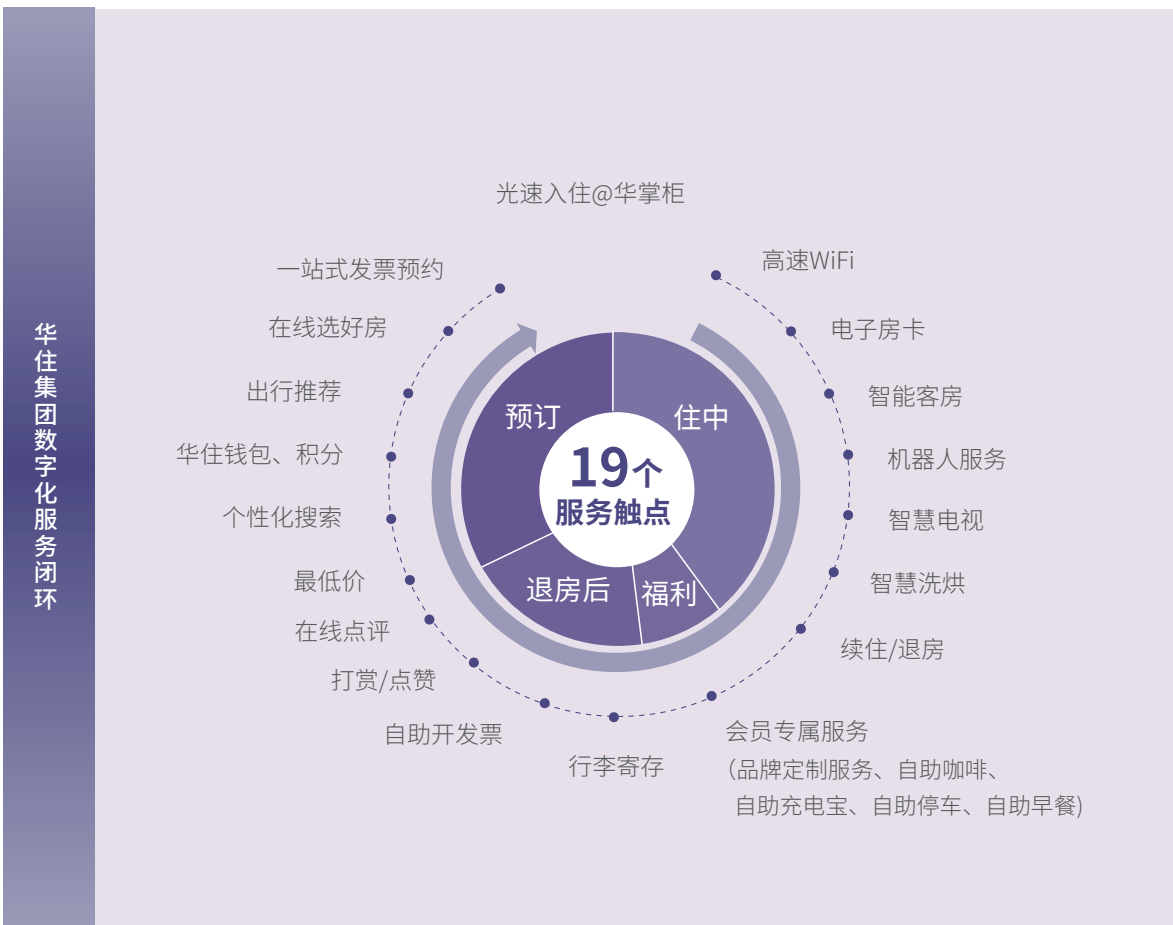 华住集团数字化服务闭环
光速入住@华掌柜
高速WiFi
电子房卡
智能客房
机器人服务
智慧电视
智慧洗烘
续住/退房
会员专属服务
（品牌定制服务、自助咖啡、
自助充电宝、自助停车、自助早餐)
行李寄存
自助开发票
打赏/点赞
在线点评
最低价
个性化搜索
华住钱包、积分
出行推荐
在线选好房
一站式发票预约
预订
住中
福利
退房后
19个
服务触点